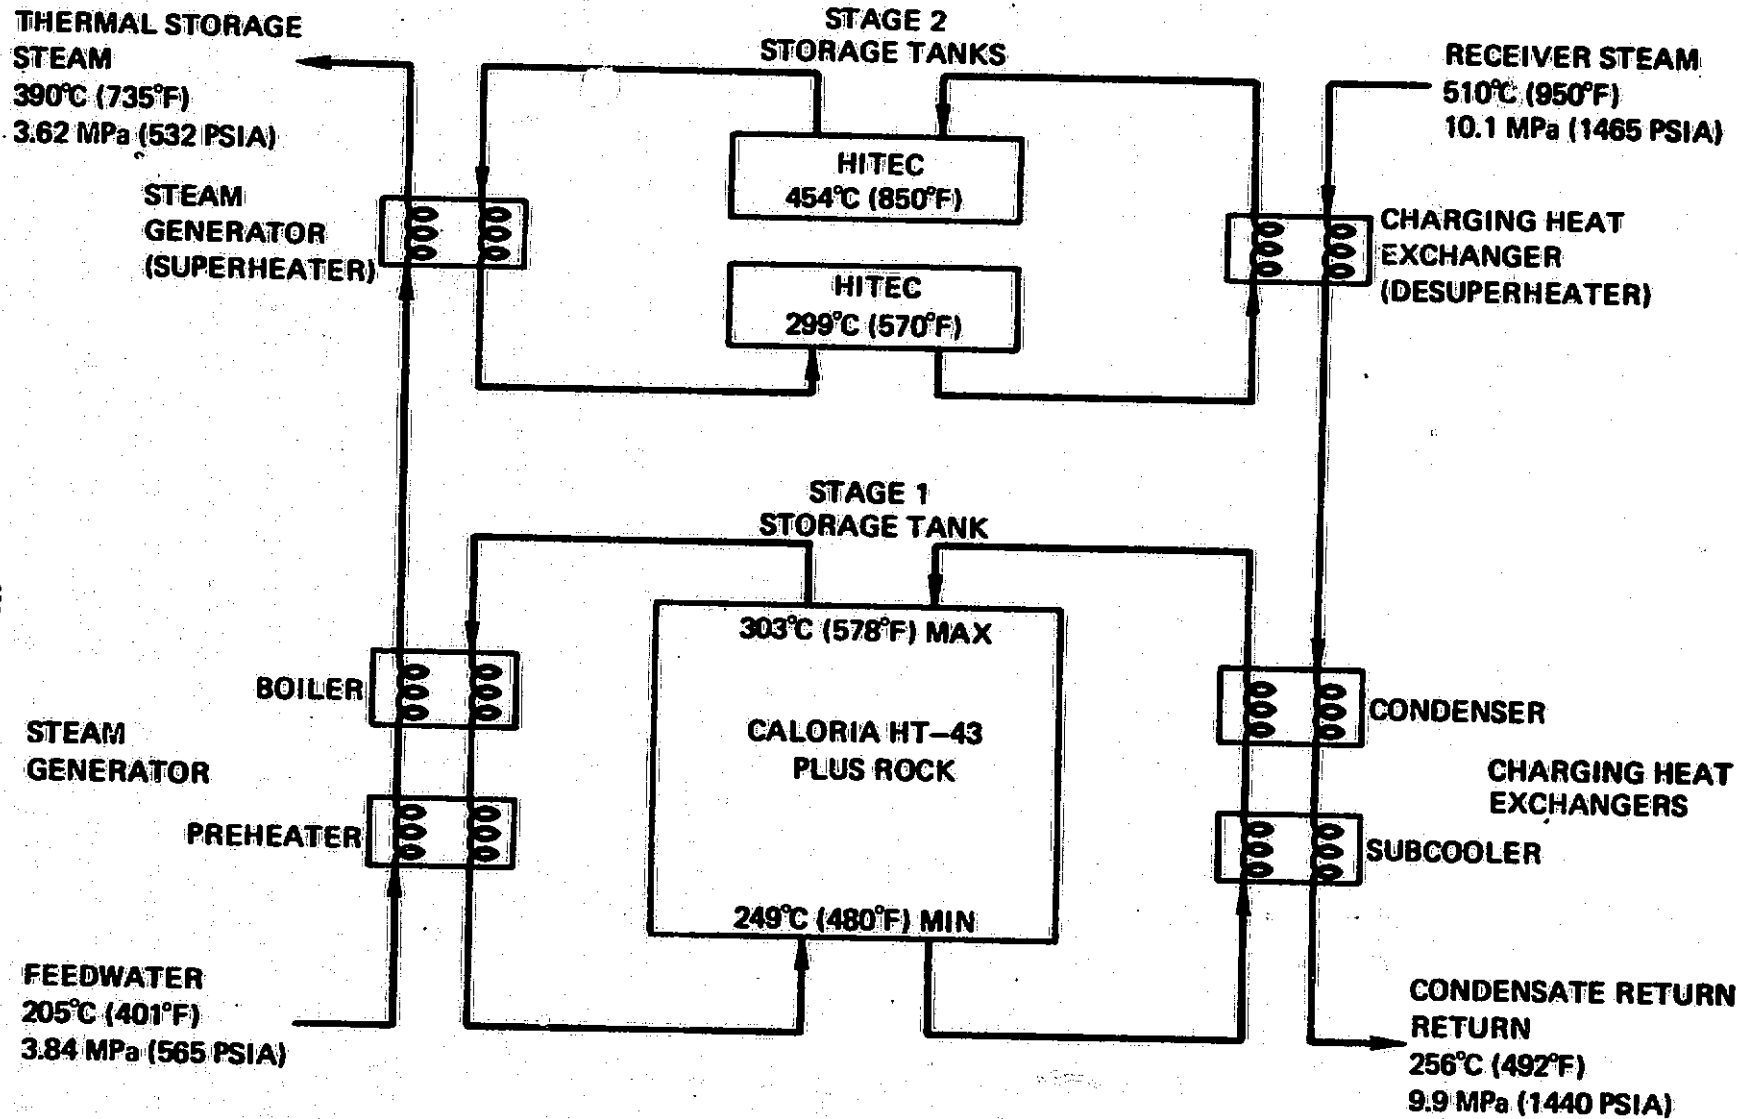 THERMAL STORAGE
STEAM
390°C (735°F)
3.62 MPa (532 PSIA)
STAGE 2
STORAGE TANKS
RECEIVER STEAM
510°C (950°F)
10.1 MPa (1465 PSIA)
HITEC
454°C (850°F)
STEAM
GENERATOR
(SUPERHEATER)
CHARGING HEAT
EXCHANGER
(DESUPERHEATER)
HITEC
299°C (570°F)
STAGE 1
STORAGE TANK
303°C (578°F) MAX
BOILER
CONDENSER
CALORIA HT–43
PLUS ROCK
STEAM
GENERATOR
CHARGING HEAT
EXCHANGERS
PREHEATER
SUBCOOLER
249°C (480°F) MIN
FEEDWATER
205°C (401°F)
3.84 MPa (565 PSIA)
CONDENSATE RETURN
RETURN
256°C (492°F)
9.9 MPa (1440 PSIA)